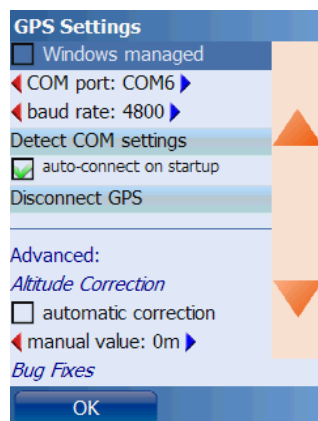 GPS Settings
Windows managed
COM port: COM6
baud rate: 4800
Detect COM settings
auto-connect on startup
Disconnect GPS
Advanced:
Altitude Correction
automatic correction
manual value: 0m
Bug Fixes
OK